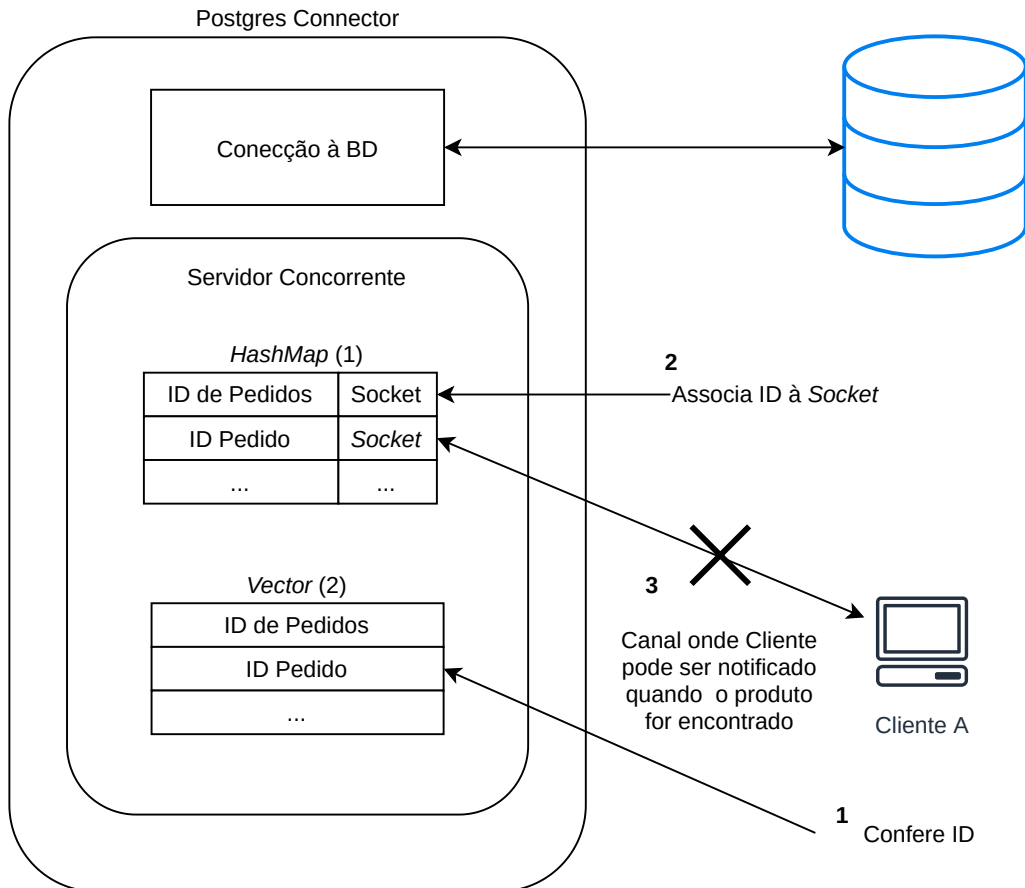 Postgres Connector
Conecção à BD
Servidor Concorrente
HashMap (1)
ID de Pedidos Socket
ID Pedido Socket
... ...
2
Associa ID à Socket
Vector (2)
ID de Pedidos
ID Pedido
...
3
Canal onde Cliente
pode ser notificado
quando o produto
for encontrado
Cliente A
1
Confere ID